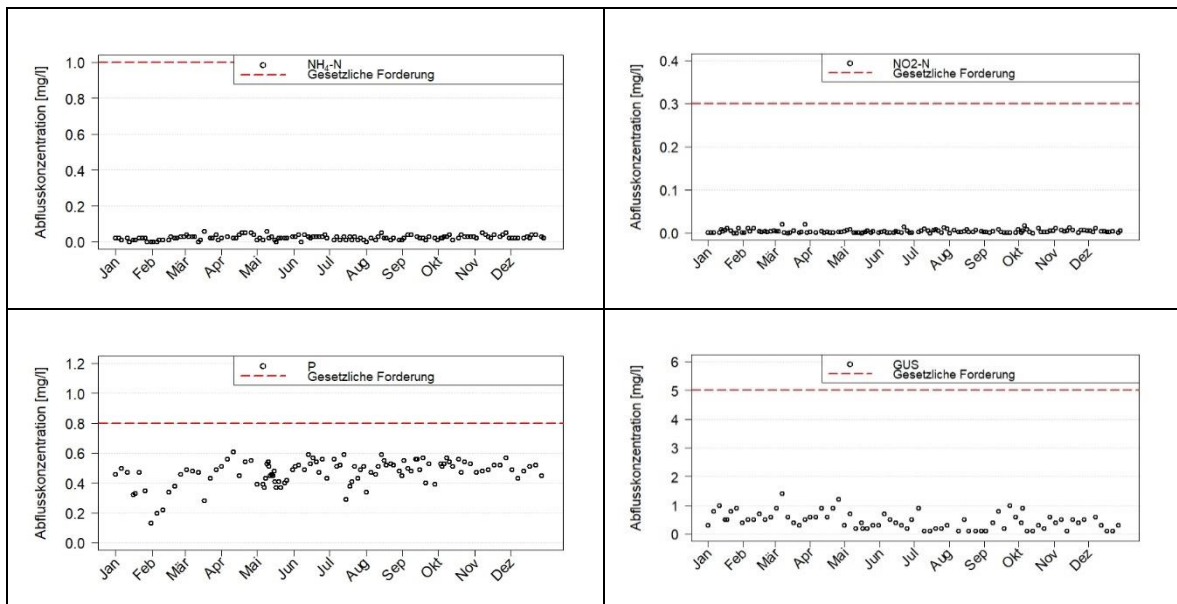 NH₄-N
Gesetzliche Forderung
Abflusskonzentration [mg/l]
1.0
0.8
0.6
0.4
0.2
0.0
Jan Feb Mär Apr Mai Jun Jul Aug Sep Okt Nov Dez
NO2-N
Gesetzliche Forderung
Abflusskonzentration [mg/l]
0.4
0.3
0.2
0.1
0.0
Jan Feb Mär Apr Mai Jun Jul Aug Sep Okt Nov Dez
P
Gesetzliche Forderung
Abflusskonzentration [mg/l]
1.2
1.0
0.8
0.6
0.4
0.2
0.0
Jan Feb Mär Apr Mai Jun Jul Aug Sep Okt Nov Dez
GUS
Gesetzliche Forderung
Abflusskonzentration [mg/l]
6
5
4
3
2
1
0
Jan Feb Mär Apr Mai Jun Jul Aug Sep Okt Nov Dez